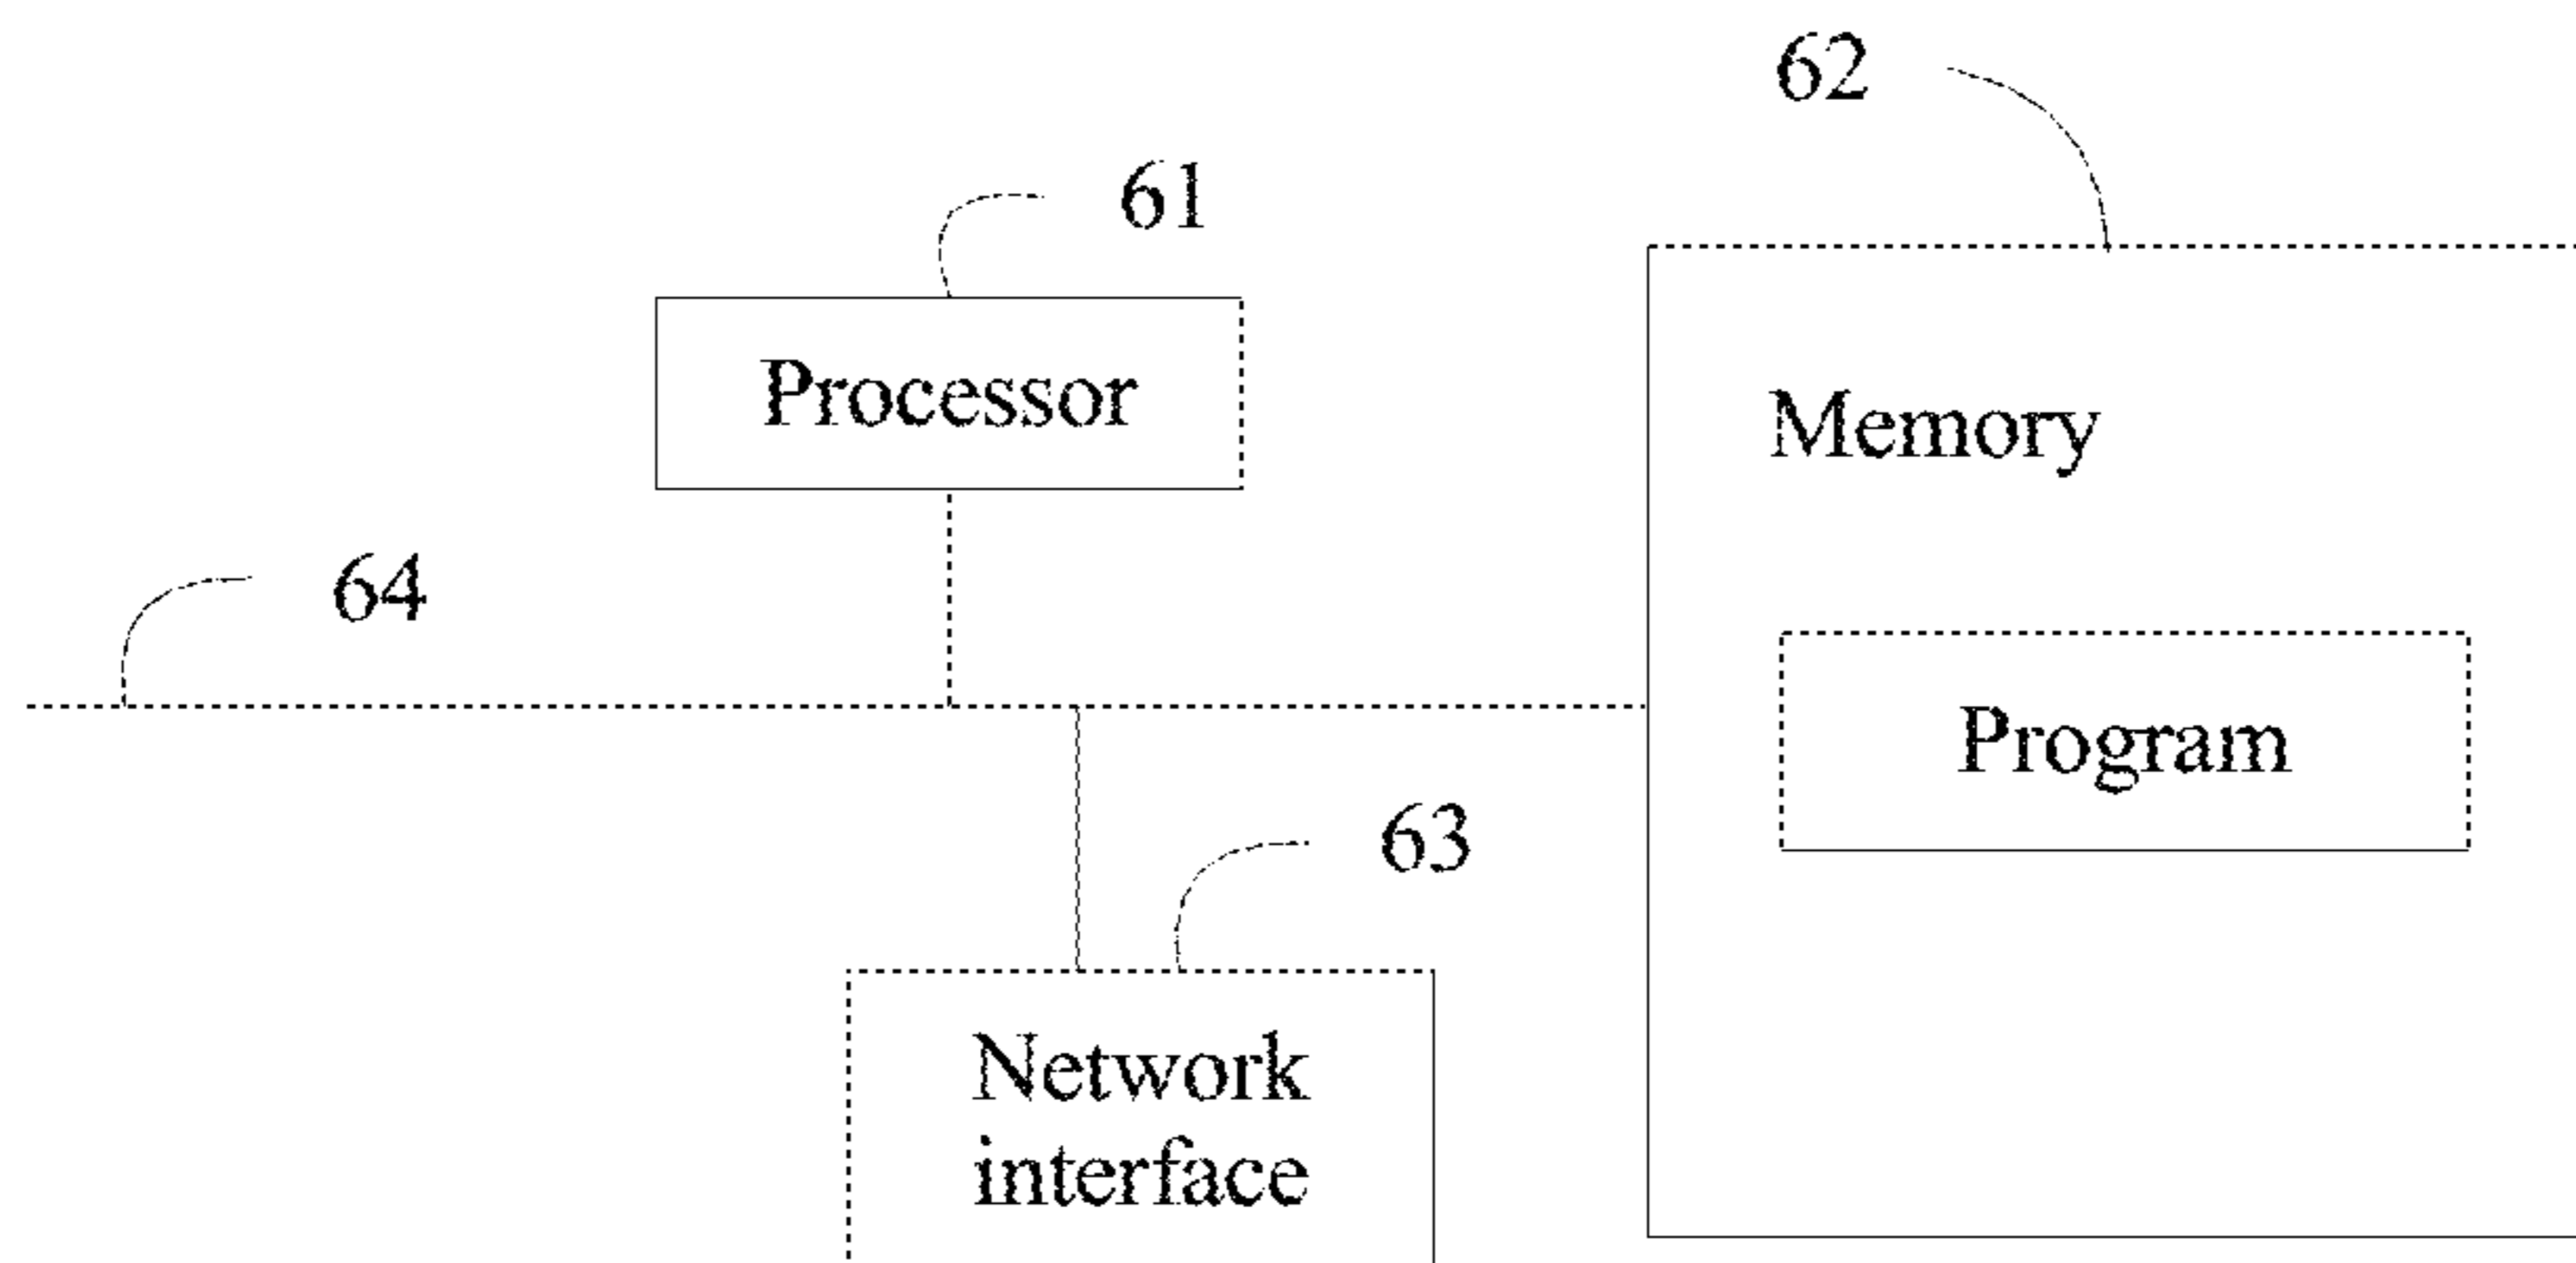 62
61
Processor
Memory
64
Program
63
Network
interface